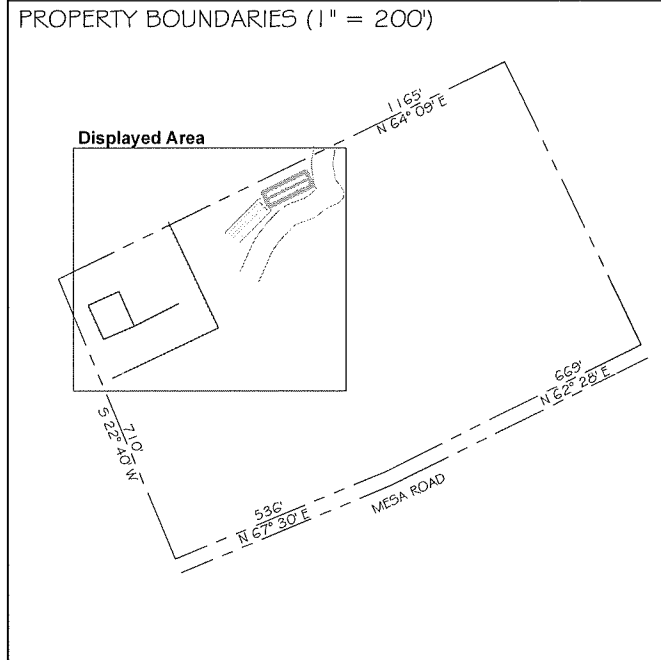 PROPERTY BOUNDARIES (1" = 200')
1165'
N 64° 09' E
Displayed Area
710'
S 22° 40' W
669'
N 62° 28' E
536'
N 67° 30' E
MESA ROAD